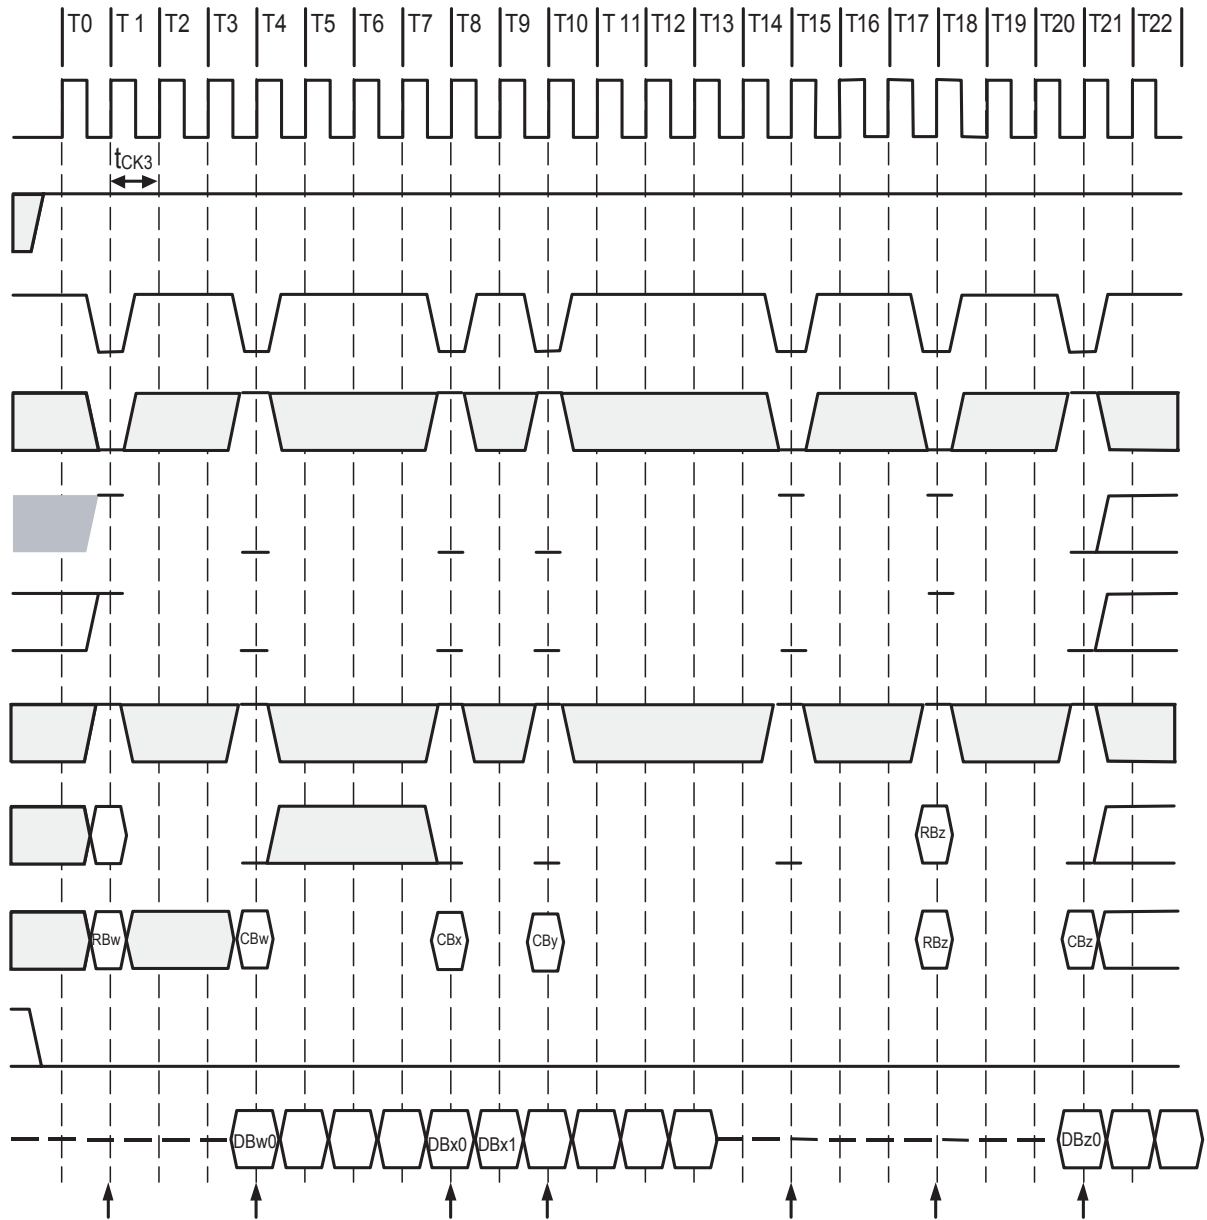 T0 T 1 T2 T3 T4 T5 T6 T7 T8 T9 T10 T 11 T12 T13 T14 T15 T16 T17 T18 T19 T20 T21 T22
tCK3
RBz
RBw CBw CBx CBy RBz CBz
DBw0 DBx0 DBx1 DBz0